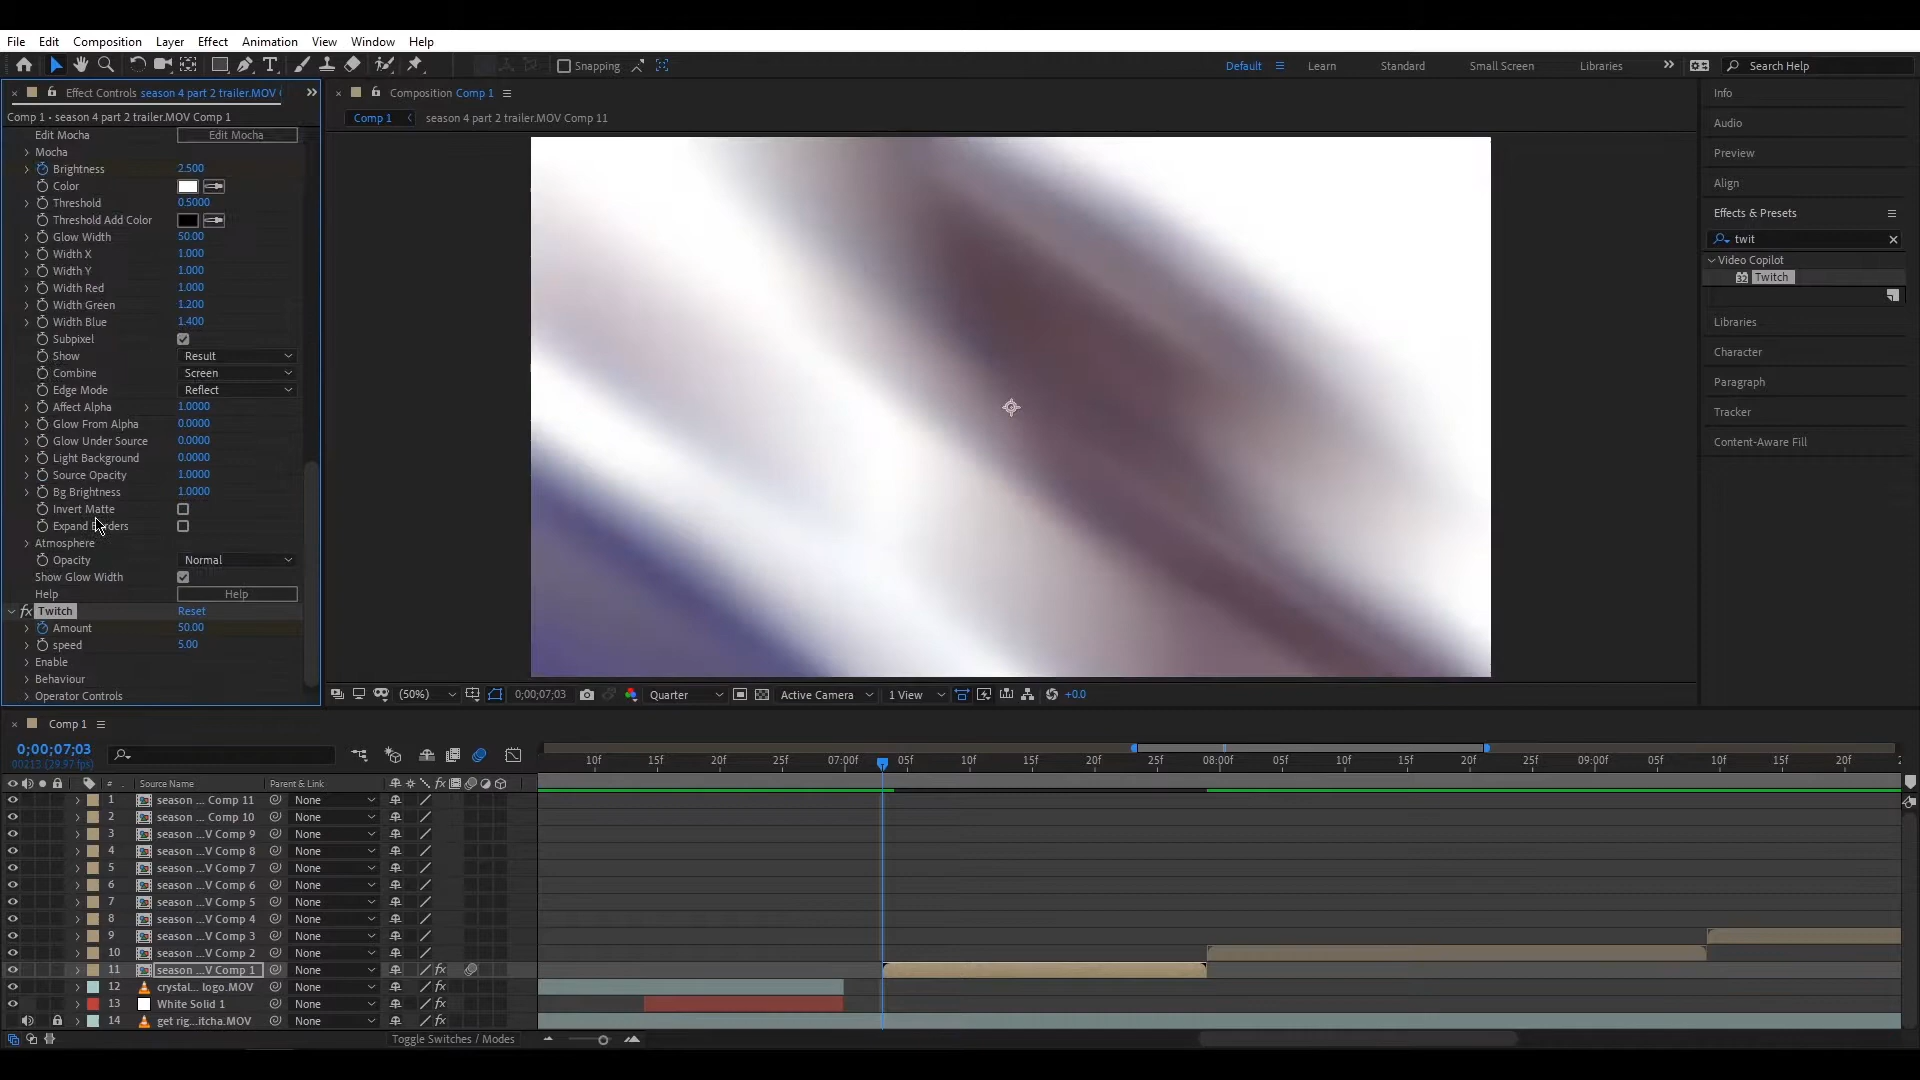 File Edit Composition Layer Effect Animation View Window Help
Snapping Default Learn Standard Small Screen Libraries Search Help
Effect Controls season 4 part 2 trailer.MOV
Comp 1 • season 4 part 2 trailer.MOV Comp 1
Edit Mocha Edit Mocha
Mocha
Brightness 2.500
Color
Threshold 0.5000
Threshold Add Color
Glow Width 50.00
Width X 1.000
Width Y 1.000
Width Red 1.000
Width Green 1.200
Width Blue 1.400
Subpixel
Show Result
Combine Screen
Edge Mode Reflect
Affect Alpha 1.0000
Glow From Alpha 0.0000
Glow Under Source 0.0000
Light Background 0.0000
Source Opacity 1.0000
Bg Brightness 1.0000
Invert Matte
Expand Borders
Atmosphere
Opacity Normal
Show Glow Width
Help Help
fx Twitch Reset
Amount 50.00
speed 5.00
Enable
Behaviour
Operator Controls
Composition Comp 1
Comp 1 season 4 part 2 trailer.MOV Comp 11
(50%) 0;00;07;03 Quarter Active Camera 1 View +0.0
Info
Audio
Preview
Align
Effects & Presets
twit
Video Copilot
32 Twitch
Libraries
Character
Paragraph
Tracker
Content-Aware Fill
Comp 1
0;00;07;03
00213 (29.97 fps)
10f 15f 20f 25f 07:00f 05f 10f 15f 20f 25f 08:00f 05f 10f 15f 20f 25f 09:00f 05f 10f 15f 20f
# Source Name Parent & Link fx
1 season ... Comp 11 None
2 season ... Comp 10 None
3 season ...V Comp 9 None
4 season ...V Comp 8 None
5 season ...V Comp 7 None
6 season ...V Comp 6 None
7 season ...V Comp 5 None
8 season ...V Comp 4 None
9 season ...V Comp 3 None
10 season ...V Comp 2 None
11 season ...V Comp 1 None fx
12 crystal... logo.MOV None fx
13 White Solid 1 None fx
14 get rig...itcha.MOV None fx
Toggle Switches / Modes